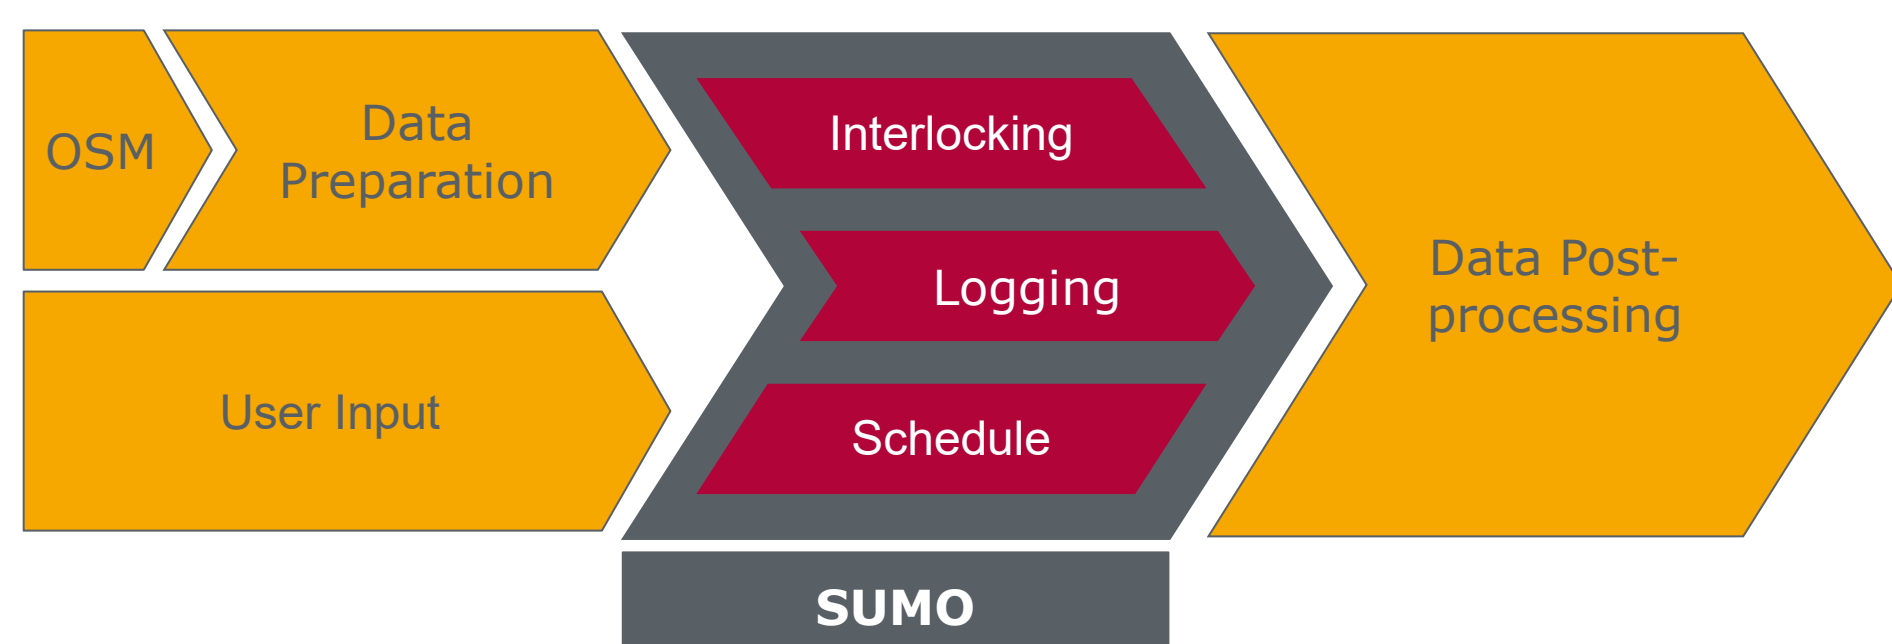 OSM
Data
Preparation
User Input
Interlocking
Logging
Schedule
SUMO
Data Post-
processing